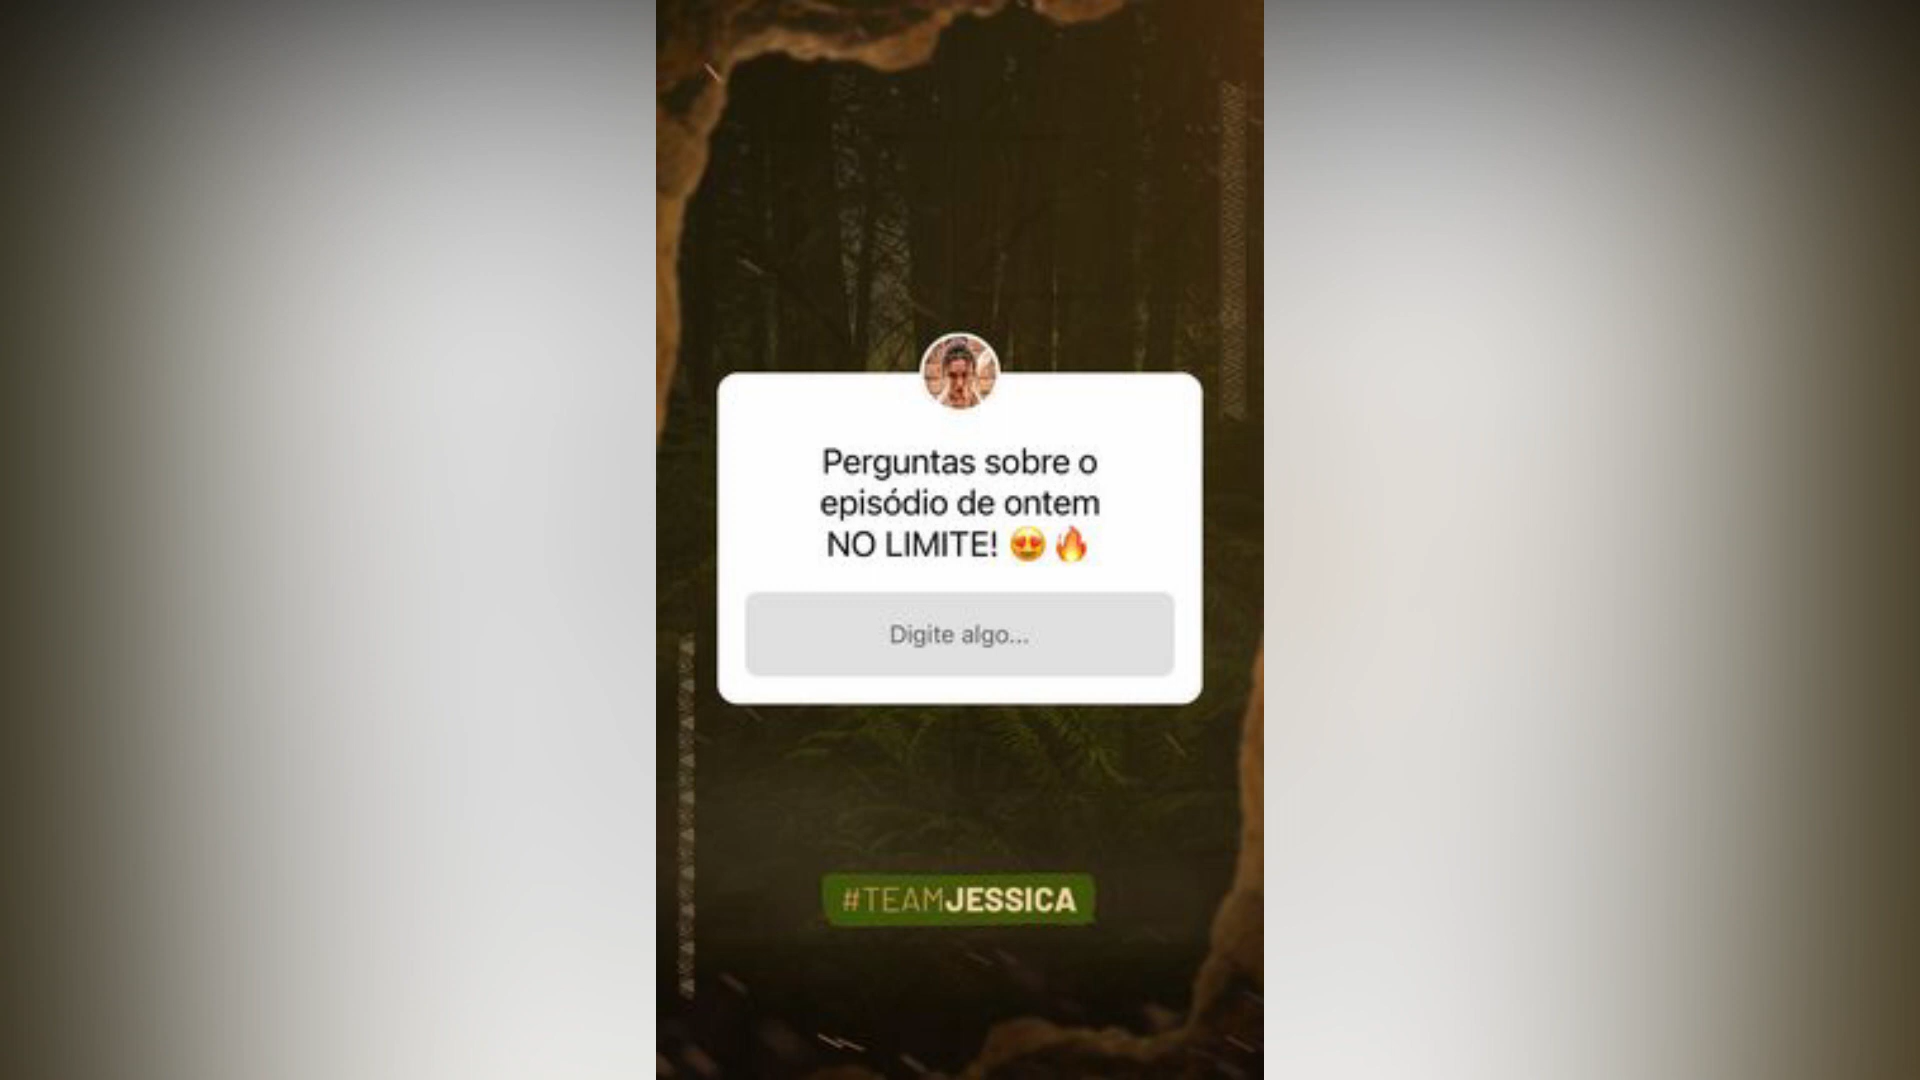 Perguntas sobre o
episódio de ontem
NO LIMITE! 😍🔥
Digite algo...
#TEAMJESSICA